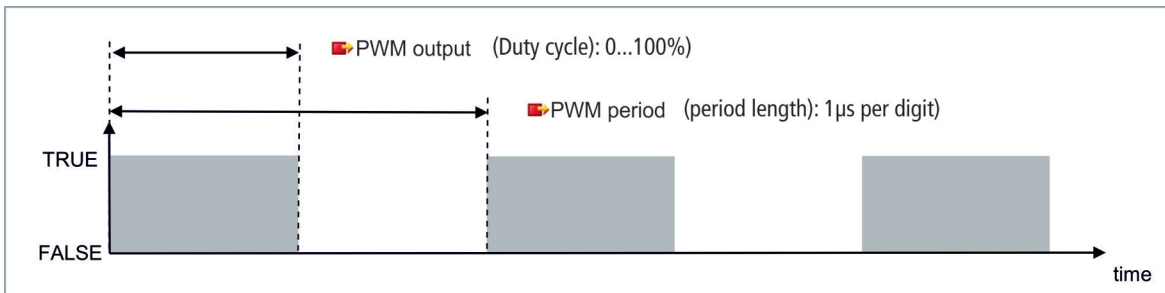 PWM output (Duty cycle): 0...100%)
PWM period (period length): 1µs per digit)
TRUE
FALSE
time